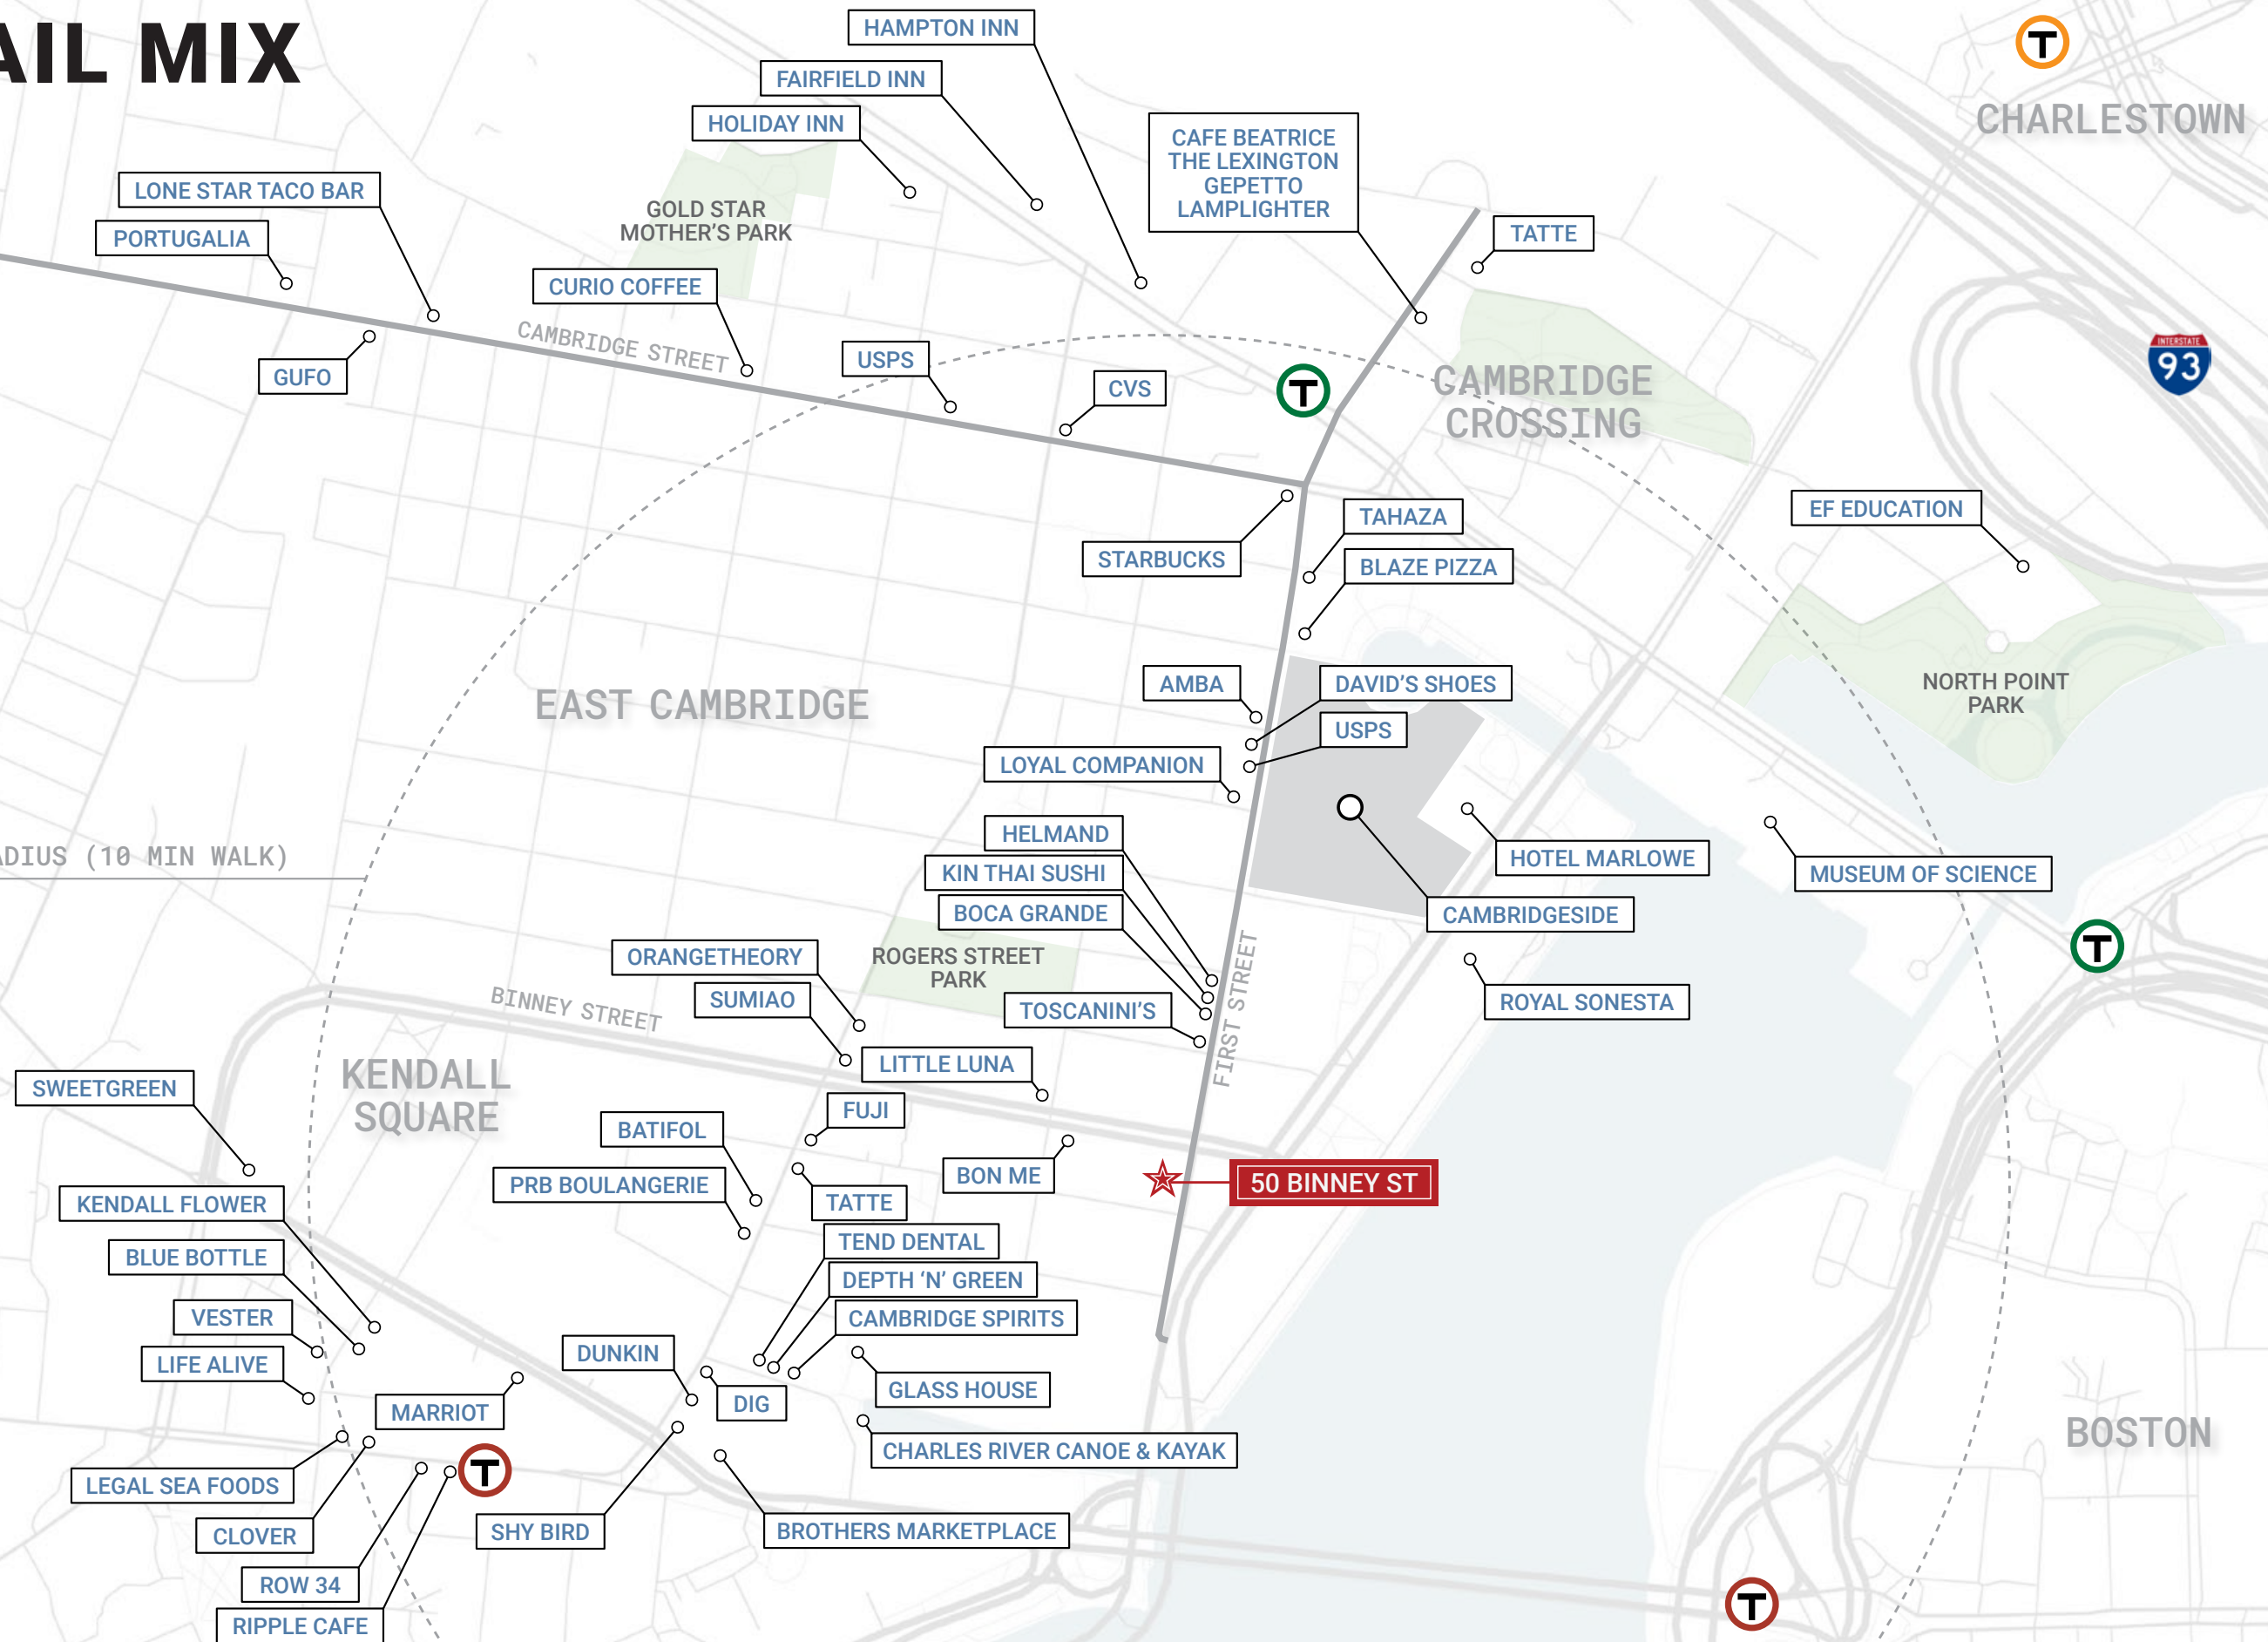 AIL MIX
HAMPTON INN
FAIRFIELD INN
HOLIDAY INN
CAFE BEATRICE
THE LEXINGTON
GEPETTO
LAMPLIGHTER
T
CHARLESTOWN
LONE STAR TACO BAR
PORTUGALIA
GOLD STAR
MOTHER'S PARK
TATTE
CURIO COFFEE
CAMBRIDGE STREET
GUFO
USPS
CVS
T
CAMBRIDGE
CROSSING
INTERSTATE
93
STARBUCKS
TAHAZA
BLAZE PIZZA
EF EDUCATION
EAST CAMBRIDGE
AMBA
DAVID'S SHOES
USPS
NORTH POINT
PARK
LOYAL COMPANION
HELMAND
KIN THAI SUSHI
BOCA GRANDE
HOTEL MARLOWE
MUSEUM OF SCIENCE
CAMBRIDGESIDE
ADIUS (10 MIN WALK)
ORANGETHEORY
ROGERS STREET
PARK
SUMIAO
TOSCANINI'S
FIRST STREET
ROYAL SONESTA
T
BINNEY STREET
LITTLE LUNA
KENDALL
SQUARE
SWEETGREEN
FUJI
BATIFOL
BON ME
50 BINNEY ST
PRB BOULANGERIE
TATTE
KENDALL FLOWER
TEND DENTAL
BLUE BOTTLE
DEPTH ‘N’ GREEN
VESTER
CAMBRIDGE SPIRITS
LIFE ALIVE
DUNKIN
DIG
GLASS HOUSE
MARRIOT
CHARLES RIVER CANOE & KAYAK
BOSTON
LEGAL SEA FOODS
T
CLOVER
SHY BIRD
BROTHERS MARKETPLACE
ROW 34
RIPPLE CAFE
T